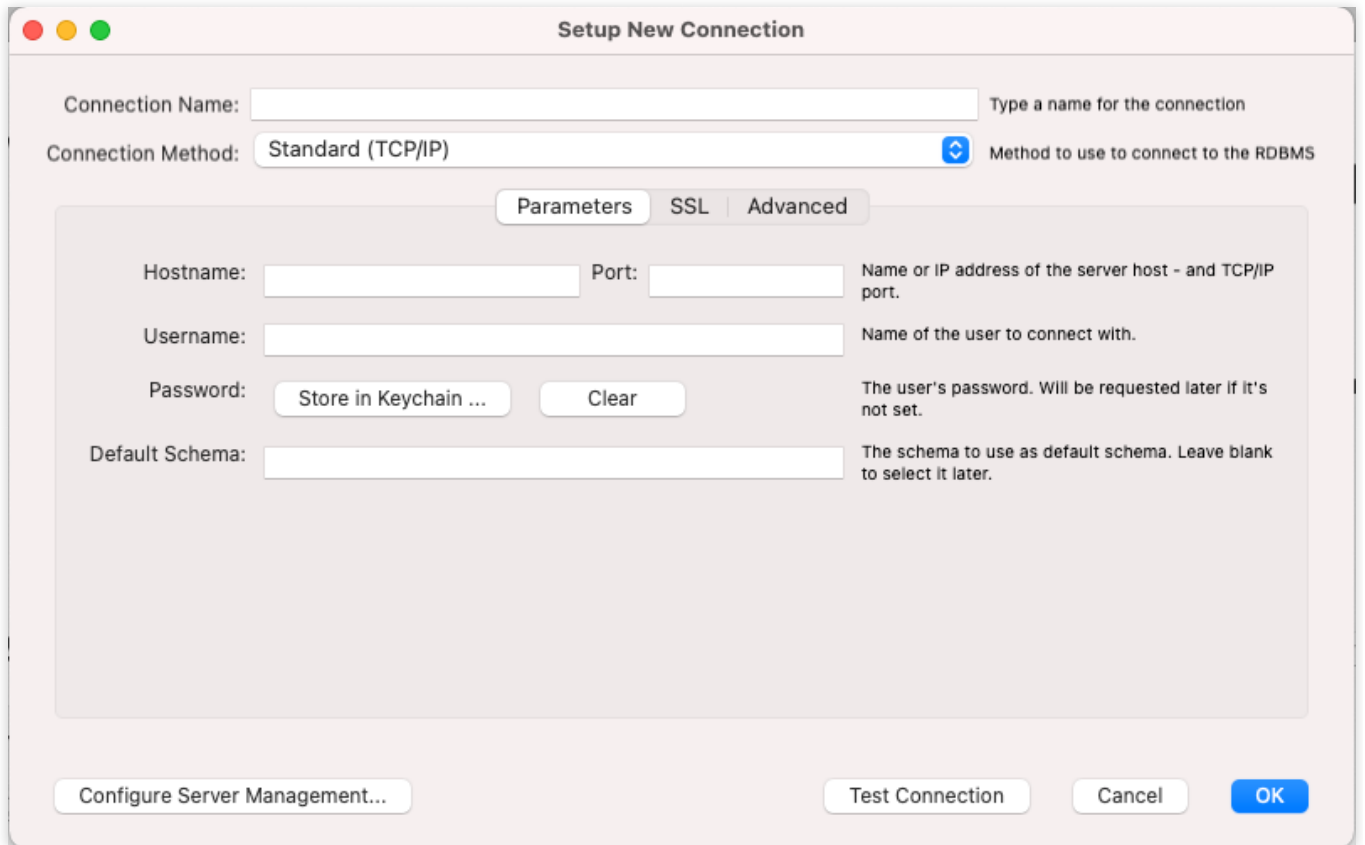 Setup New Connection
Connection Name:
Type a name for the connection
Connection Method:
Standard (TCP/IP)
Method to use to connect to the RDBMS
Parameters
SSL
Advanced
Hostname:
Port:
Name or IP address of the server host - and TCP/IP
port.
Username:
Name of the user to connect with.
Password:
Store in Keychain ...
Clear
The user's password. Will be requested later if it's
not set.
Default Schema:
The schema to use as default schema. Leave blank
to select it later.
Configure Server Management...
Test Connection
Cancel
OK